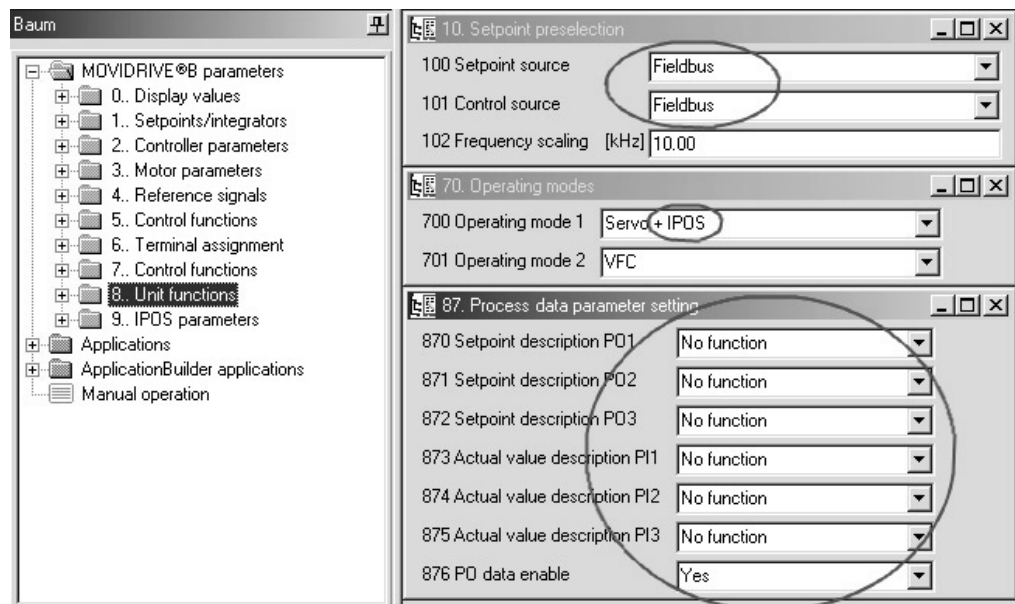 Baum
MOVIDRIVE®B parameters
0.. Display values
1.. Setpoints/integrators
2.. Controller parameters
3.. Motor parameters
4.. Reference signals
5.. Control functions
6.. Terminal assignment
7.. Control functions
8.. Unit functions
9.. IPOS parameters
Applications
ApplicationBuilder applications
Manual operation
10. Setpoint preselection
100 Setpoint source Fieldbus
101 Control source Fieldbus
102 Frequency scaling [kHz] 10.00
70. Operating modes
700 Operating mode 1 Servo + IPOS
701 Operating mode 2 VFC
87. Process data parameter setting
870 Setpoint description PO1 No function
871 Setpoint description PO2 No function
872 Setpoint description PO3 No function
873 Actual value description PI1 No function
874 Actual value description PI2 No function
875 Actual value description PI3 No function
876 PO data enable Yes